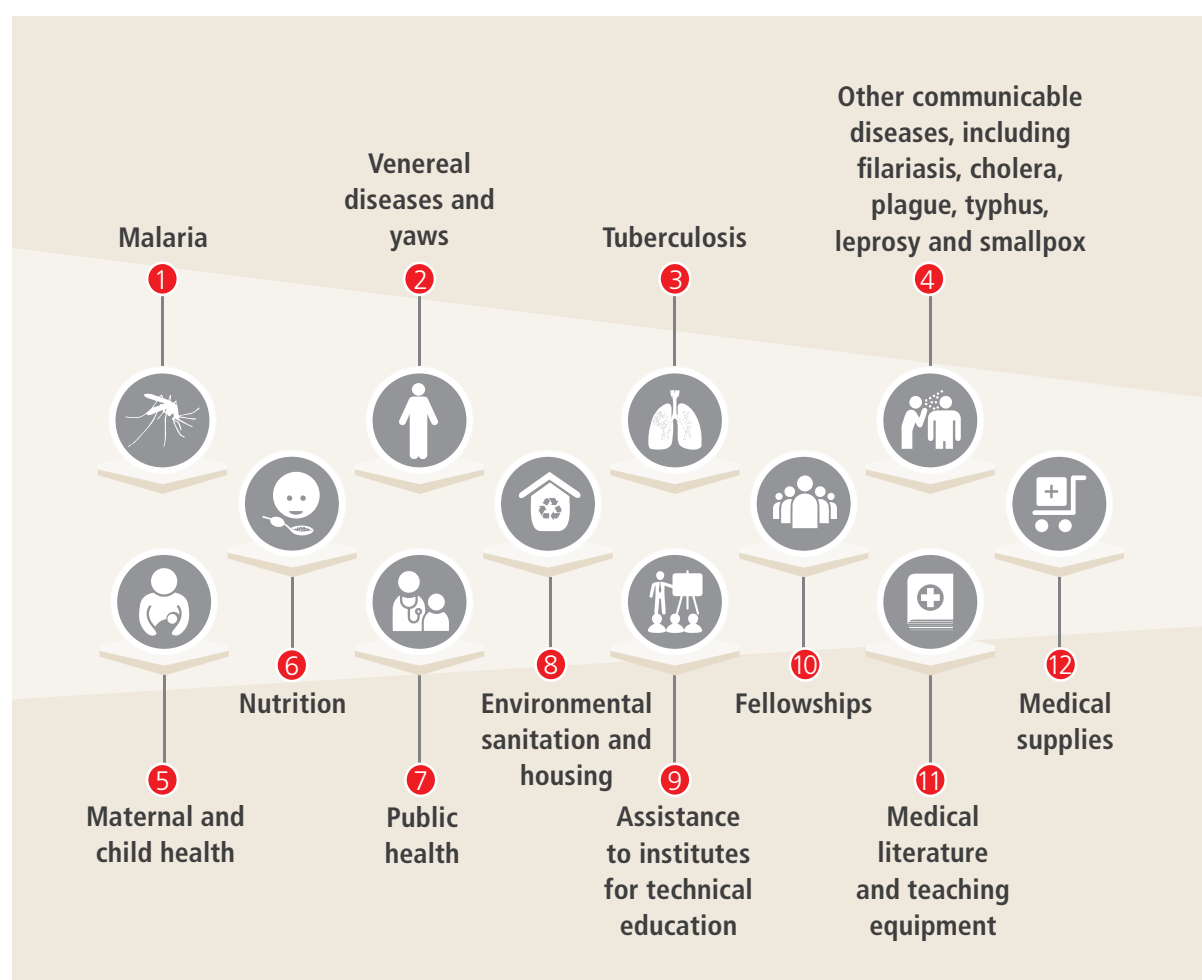 Malaria
1
Venereal
diseases and
yaws
2
Tuberculosis
3
Other communicable
diseases, including
filariasis, cholera,
plague, typhus,
leprosy and smallpox
4
5
Maternal and
child health
6
Nutrition
7
Public
health
8
Environmental
sanitation and
housing
9
Assistance
to institutes
for technical
education
10
Fellowships
11
Medical
literature
and teaching
equipment
12
Medical
supplies